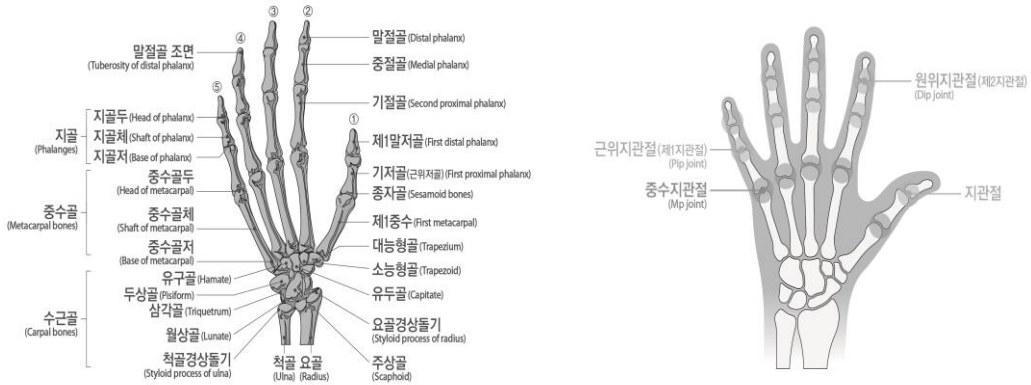 ③
②
④
말절골 조면
(Tuberosity of distal phalanx)
⑤
지골두 (Head of phalanx)
지골
(Phalanges)
지골체 (Shaft of phalanx)
지골저 (Base of phalanx)
중수골두
(Head of metacarpal)
중수골
(Metacarpal bones)
중수골체
(Shaft of metacarpal)
중수골저
(Base of metacarpal)
유구골 (Hamate)
두상골 (Pisiform)
삼각골 (Triquetrum)
수근골
(Carpal bones)
월상골 (Lunate)
척골경상돌기
(Styloid process of ulna)
척골
(Ulna)
요골
(Radius)
말절골 (Distal phalanx)
중절골 (Medial phalanx)
기절골 (Second proximal phalanx)
①
제1말저골 (First distal phalanx)
기저골(근위저골) (First proximal phalanx)
종자골 (Sesamoid bones)
제1중수 (First metacarpal)
대능형골 (Trapezium)
소능형골 (Trapezoid)
유두골 (Capitate)
요골경상돌기
(Styloid process of radius)
주상골
(Scaphoid)
원위지관절 (제2지관절)
(Dip joint)
근위지관절 (제1지관절)
(Pip joint)
중수지관절
(Mp joint)
지관절